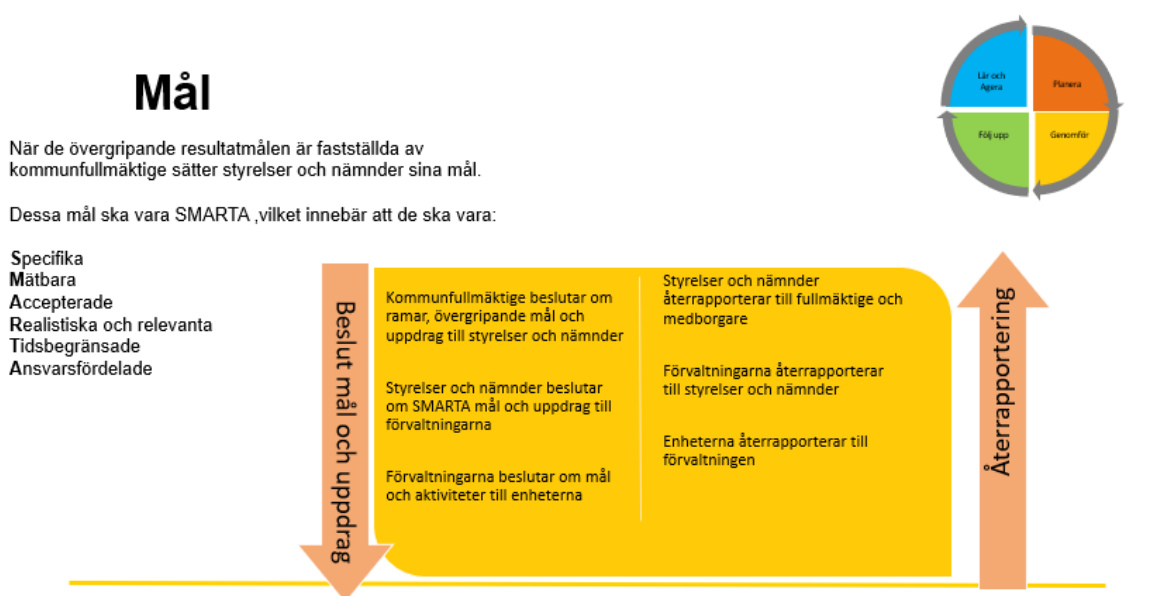 Mål
När de övergripande resultatmålen är fastställda av
kommunfullmäktige sätter styrelser och nämnder sina mål.
Dessa mål ska vara SMARTA ,vilket innebär att de ska vara:
Specifika
Mätbara
Accepterade
Realistiska och relevanta
Tidsbegränsade
Ansvarsfördelade
Lär och
Agera
Planera
Följ upp
Genomför
Beslut mål och uppdrag
Kommunfullmäktige beslutar om
ramar, övergripande mål och
uppdrag till styrelser och nämnder
Styrelser och nämnder beslutar
om SMARTA mål och uppdrag till
förvaltningarna
Förvaltningarna beslutar om mål
och aktiviteter till enheterna
Styrelser och nämnder
återrapporterar till fullmäktige och
medborgare
Förvaltningarna återrapporterar
till styrelser och nämnder
Enheterna återrapporterar till
förvaltningen
Återrapportering